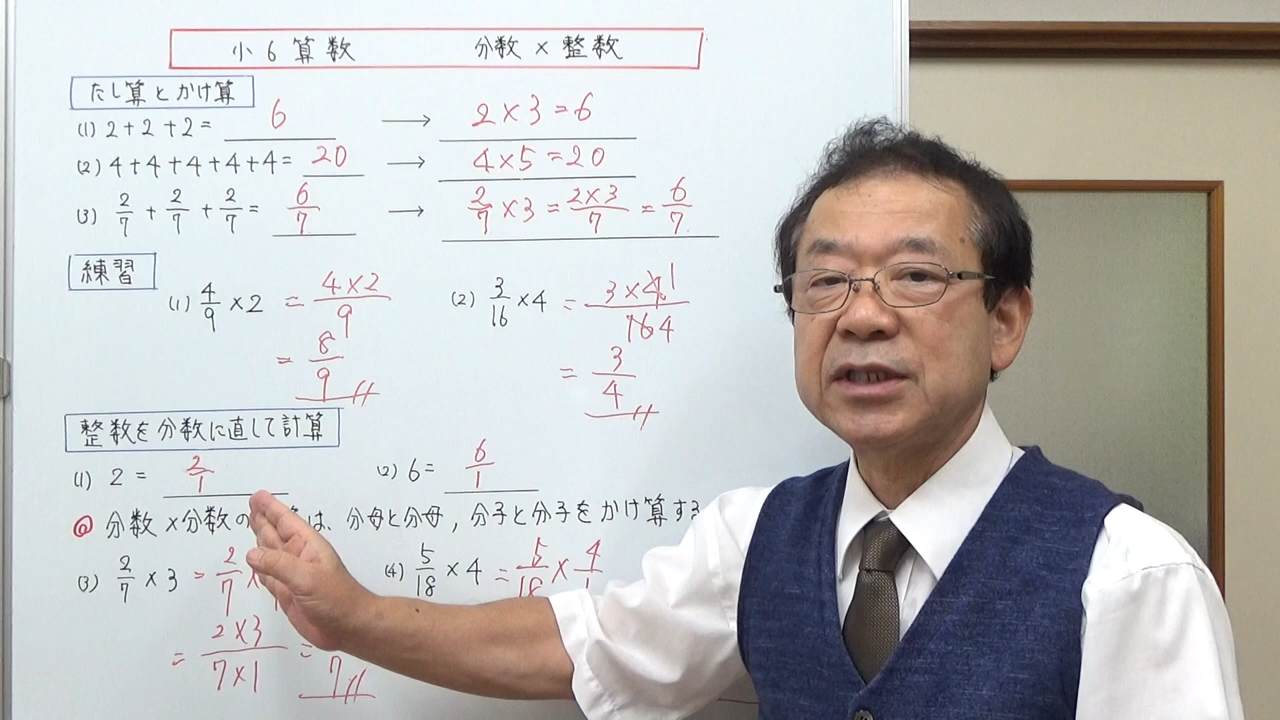 小6算数 分数×整数
たし算とかけ算
(1) 2+2+2= 6 → 2×3=6
(2) 4+4+4+4+4= 20 → 4×5=20
(3) 2/7 + 2/7 + 2/7 = 6/7 → 2/7 ×3 = 2×3/7 = 6/7
練習
(1) 4/9 ×2 = 4×2/9 (2) 3/16 ×4 = 3×4 1/16 4
= 8/9 = 3/4
整数を分数に直して計算
(1) 2 = 2/1 (2) 6= 6/1
◎ 分数×分数の は、分母と分母,分子と分子をかけ算する
(3) 2/7 ×3 = 2/7 × (4) 5/18 ×4 = 5/18 × 4/1
= 2×3/7×1 = /7